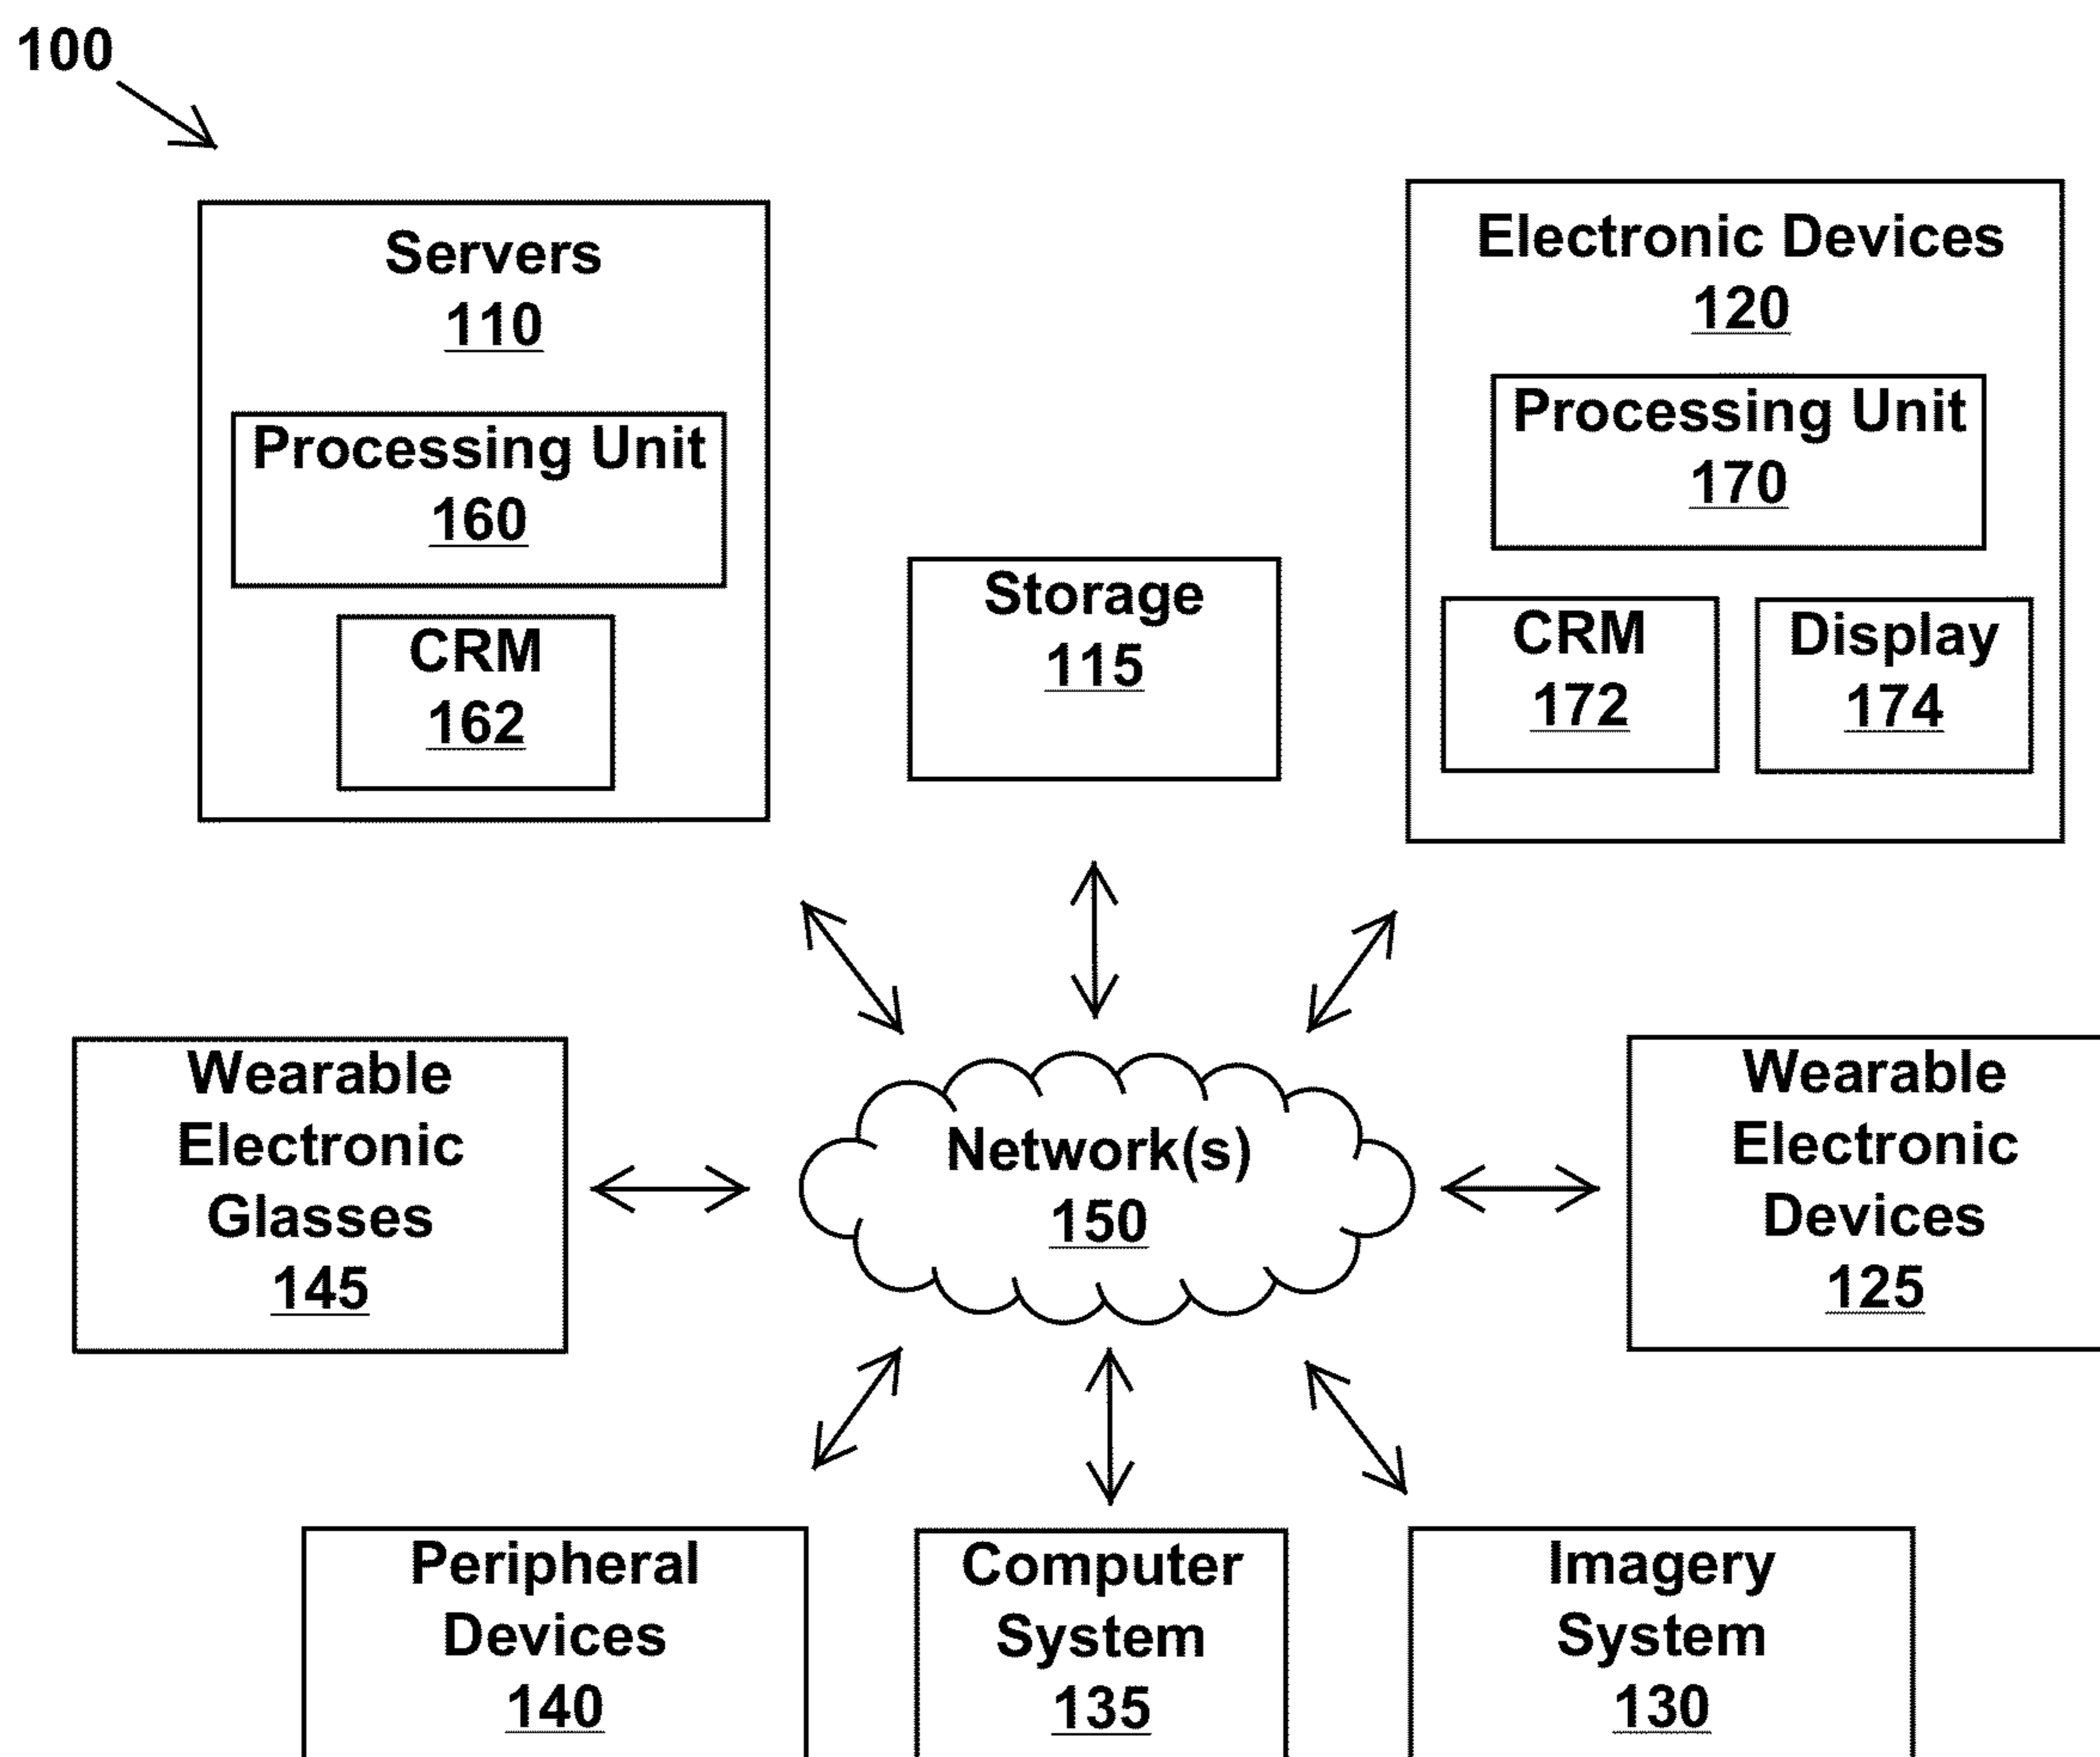 100
Servers
110
Processing Unit
160
CRM
162
Storage
115
Electronic Devices
120
Processing Unit
170
CRM
172
Display
174
Wearable
Electronic
Glasses
145
Network(s)
150
Wearable
Electronic
Devices
125
Peripheral
Devices
140
Computer
System
135
Imagery
System
130